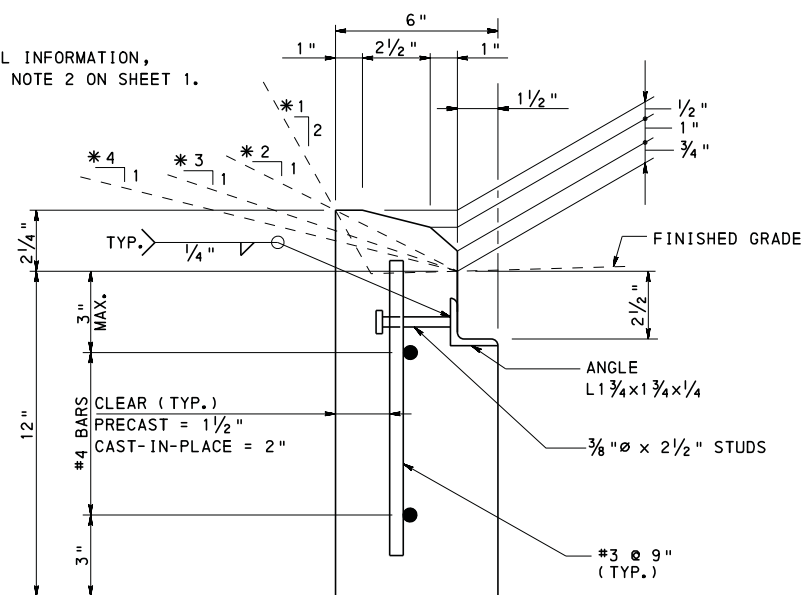 6"
1" 2½" 1"
L INFORMATION,
NOTE 2 ON SHEET 1.
1½"
½"
1"
¾"
*1
2
*2
1
*3
1
*4
1
2¼"
TYP.
¼"
FINISHED GRADE
3"
MAX.
2½"
ANGLE
L1¾x1¾x¼
12"
#4 BARS
CLEAR (TYP.)
PRECAST = 1½"
CAST-IN-PLACE = 2"
⅜"Ø x 2½" STUDS
3"
#3 @ 9"
(TYP.)